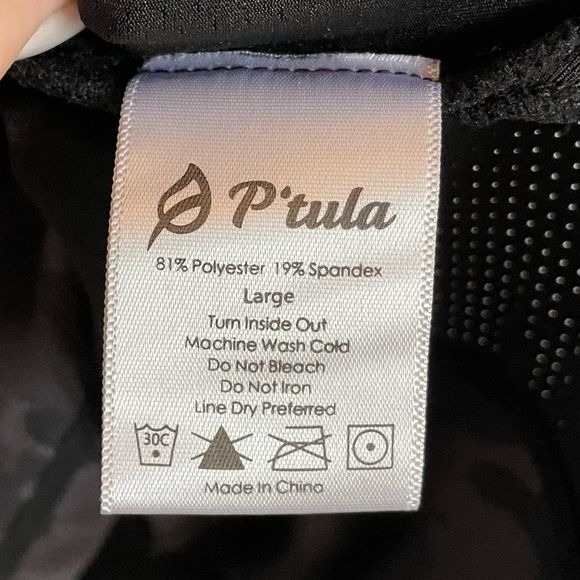 P'tula
81% Polyester 19% Spandex
Large
Turn Inside Out
Machine Wash Cold
Do Not Bleach
Do Not Iron
Line Dry Preferred
30C
Made In China